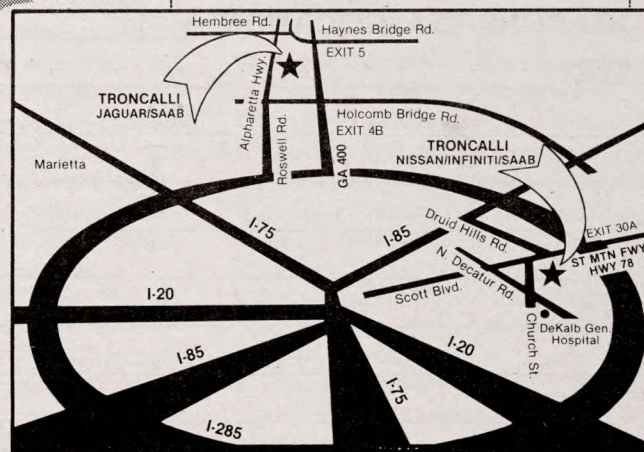 Hembree Rd.
Haynes Bridge Rd.
EXIT 5
TRONCALLI
JAGUAR/SAAB
Alpharetta Hwy.
Roswell Rd.
GA 400
Holcomb Bridge Rd.
EXIT 4B
TRONCALLI
NISSAN/INFINITI/SAAB
Marietta
I-75
I-85
Druid Hills Rd.
EXIT 30A
ST MTN FWY
HWY 78
N. Decatur Rd.
Scott Blvd.
Church St.
DeKalb Gen.
Hospital
I-20
I-85
I-285
I-75
I-20